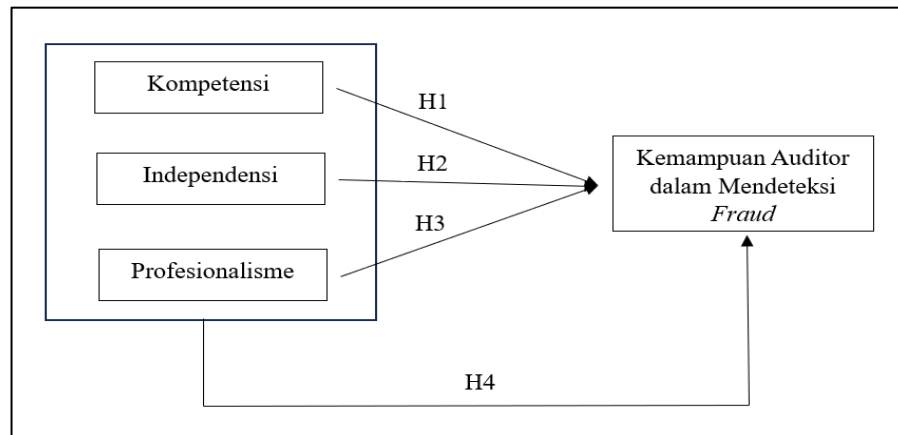 Kompetensi
H1
Independensi
H2
Kemampuan Auditor
dalam Mendeteksi
Fraud
H3
Profesionalisme
H4